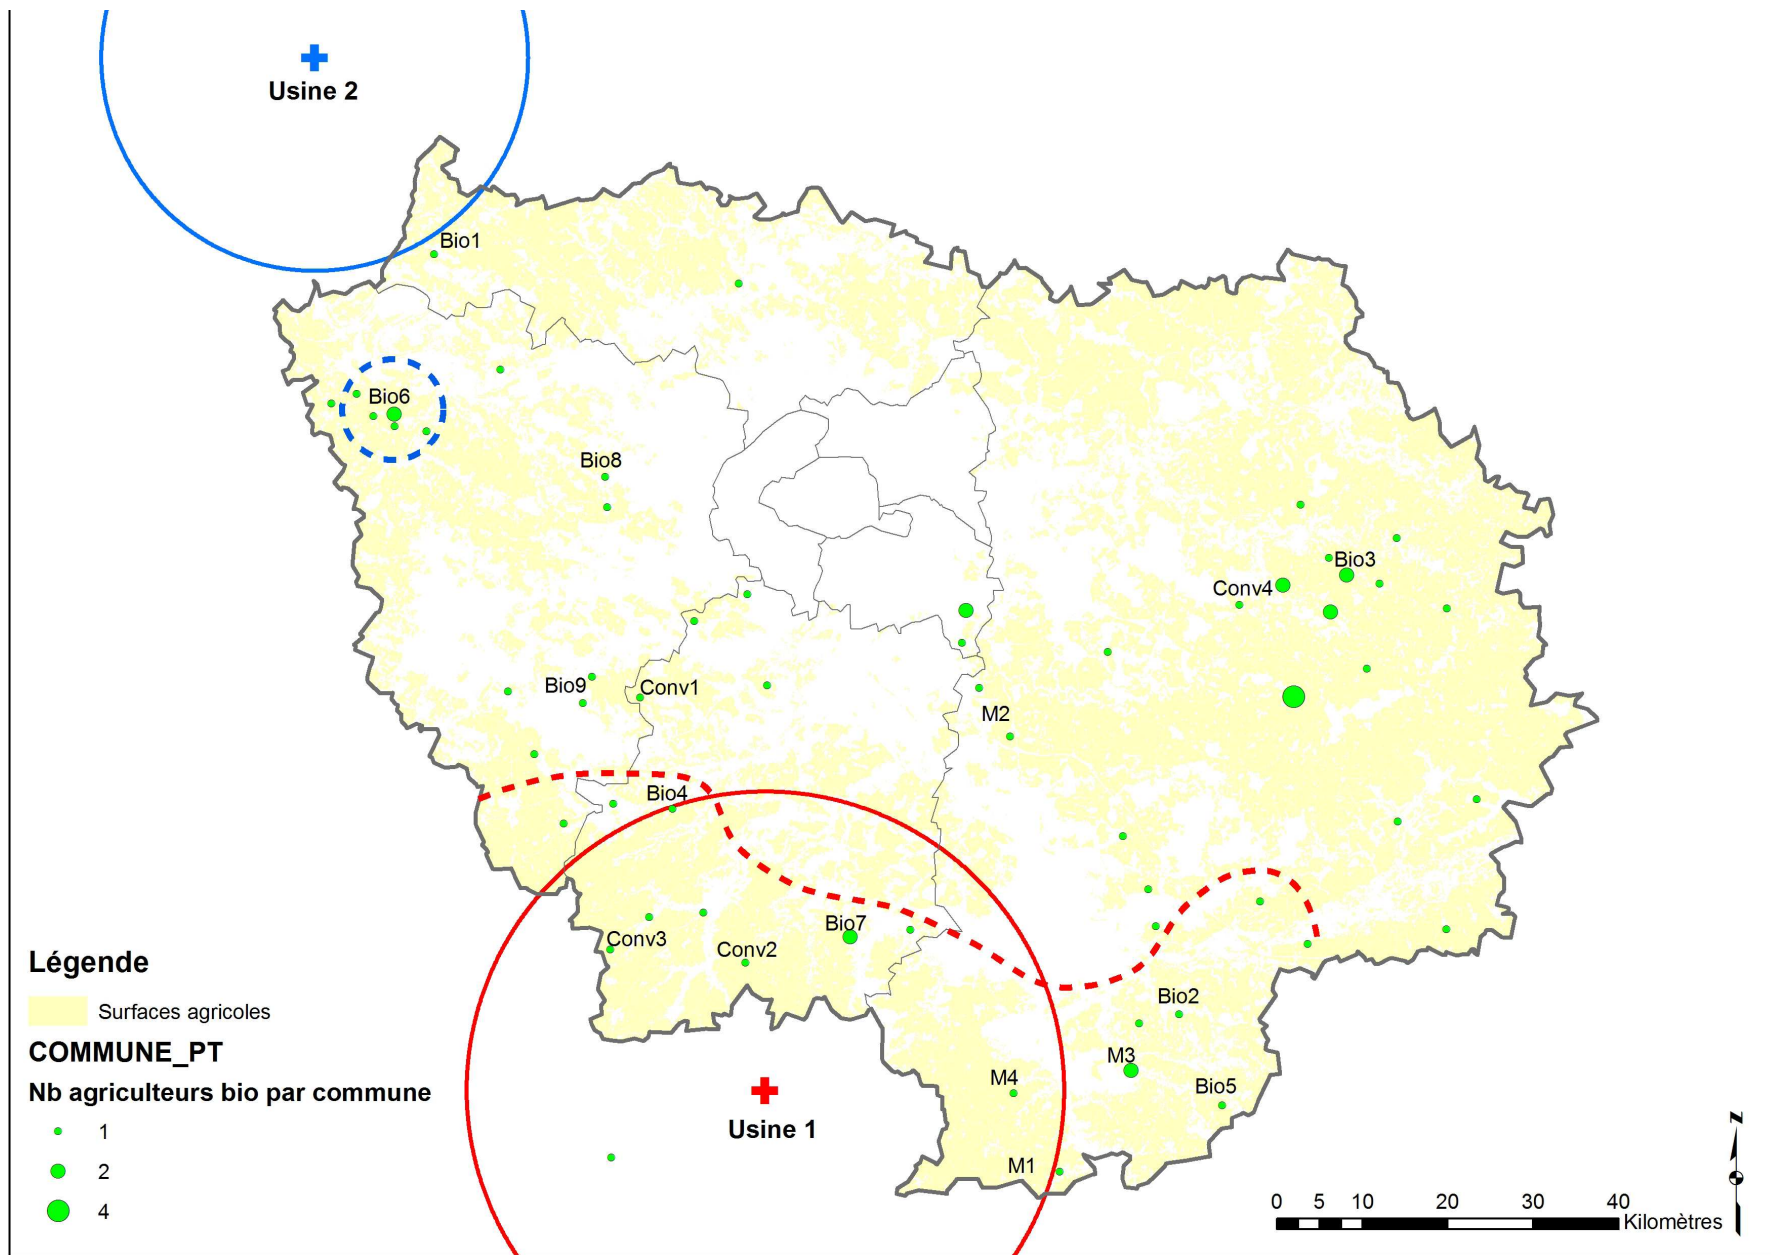 Usine 2
Bio1
Bio6
Bio8
Bio3
Conv4
Bio9
Conv1
M2
Bio4
Bio7
Conv3
Conv2
Légende
Surfaces agricoles
COMMUNE_PT
Nb agriculteurs bio par commune
1
2
4
Bio2
M3
M4
Bio5
Usine 1
M1
N
0 5 10 20 30 40
Kilomètres